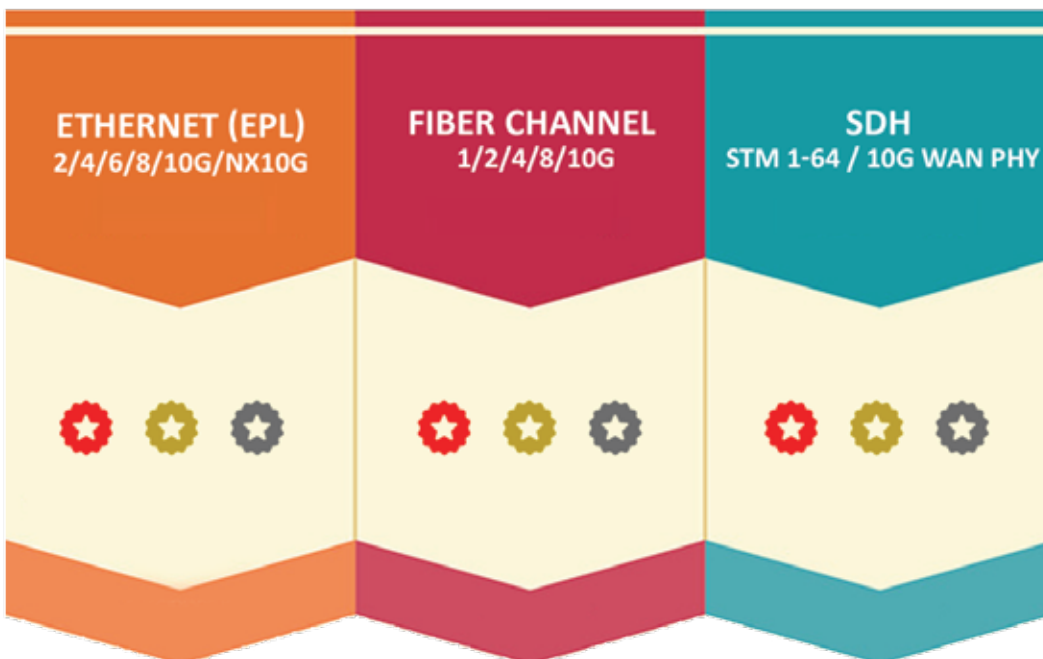 ETHERNET (EPL)
2/4/6/8/10G/NX10G
FIBER CHANNEL
1/2/4/8/10G
SDH
STM 1-64 / 10G WAN PHY